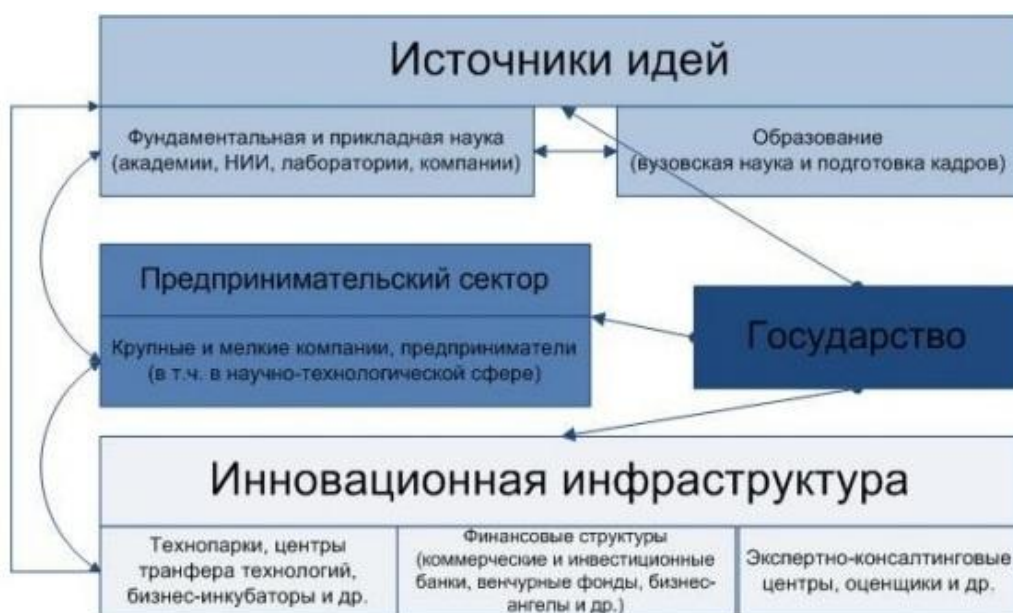 Источники идей
Фундаментальная и прикладная наука
(академии, НИИ, лаборатории, компании)
Образование
(вузовская наука и подготовка кадров)
Предпринимательский сектор
Крупные и мелкие компании, предприниматели
(в т.ч. в научно-технологической сфере)
Государство
Инновационная инфраструктура
Технопарки, центры
транфера технологий,
бизнес-инкубаторы и др.
Финансовые структуры
(коммерческие и инвестиционные
банки, венчурные фонды, бизнес-
ангелы и др.)
Экспертно-консалтинговые
центры, оценщики и др.